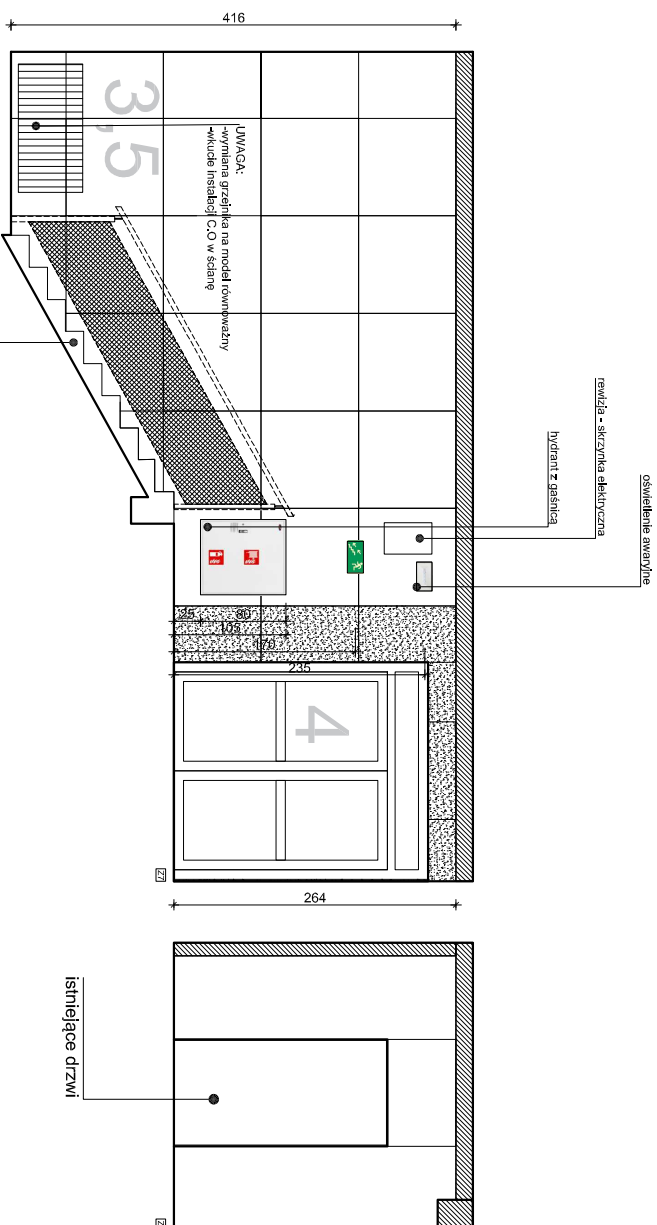 416
3,5
UWAGA:
-wymiana grzejnika na model równoważny
-wkucie instalacji C.O w ścianę
rewizja - skrzynka elektryczna
hydrant z gaśnicą
oświetlenie awaryjne
25
80
105
170
235
4
Z7
264
istniejące drzwi